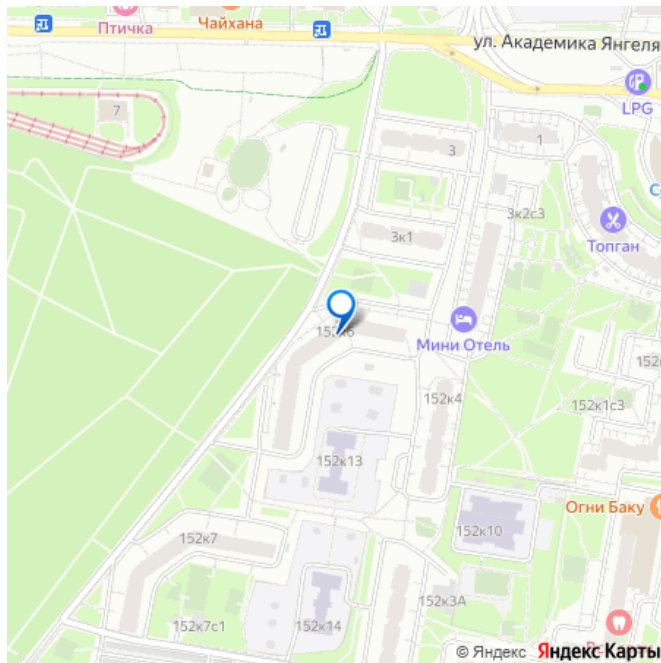 Птичка
Чайхана
ул. Академика Янгеля
LPG
7
3
1
3к2с3
Топган
3к1
Мини Отель
152к4
152к1с3
152к13
Огни Баку
152к10
152к7
152к3А
152к7с1
152к14
© Яндекс Яндекс Карты